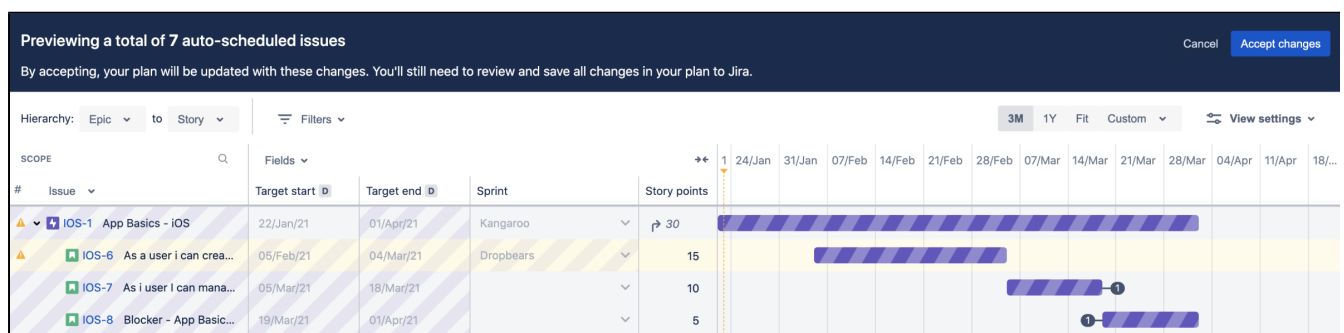 Previewing a total of 7 auto-scheduled issues
Cancel Accept changes
By accepting, your plan will be updated with these changes. You'll still need to review and save all changes in your plan to Jira.
Hierarchy: Epic to Story Filters 3M 1Y Fit Custom View settings
SCOPE Fields 1 24/Jan 31/Jan 07/Feb 14/Feb 21/Feb 28/Feb 07/Mar 14/Mar 21/Mar 28/Mar 04/Apr 11/Apr 18/...
# Issue Target start D Target end D Sprint Story points
IOS-1 App Basics - iOS 22/Jan/21 01/Apr/21 Kangaroo 30
IOS-6 As a user i can crea... 05/Feb/21 04/Mar/21 Dropbears 15
IOS-7 As i user I can mana... 05/Mar/21 18/Mar/21 10 1
IOS-8 Blocker - App Basic... 19/Mar/21 01/Apr/21 5 1